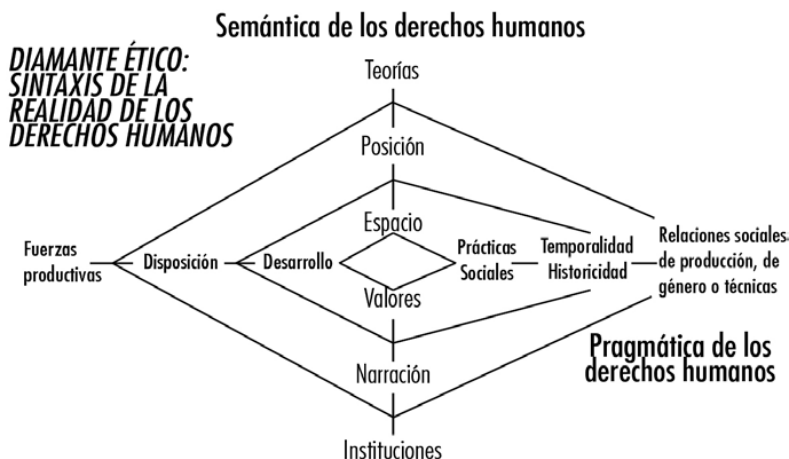 Semántica de los derechos humanos
DIAMANTE ÉTICO:
SINTAXIS DE LA
REALIDAD DE LOS
DERECHOS HUMANOS
Teorías
Posición
Espacio
Fuerzas
productivas
Disposición
Desarrollo
Prácticas
Sociales
Temporalidad
Historicidad
Relaciones sociales
de producción, de
género o técnicas
Valores
Narración
Instituciones
Pragmática de los
derechos humanos